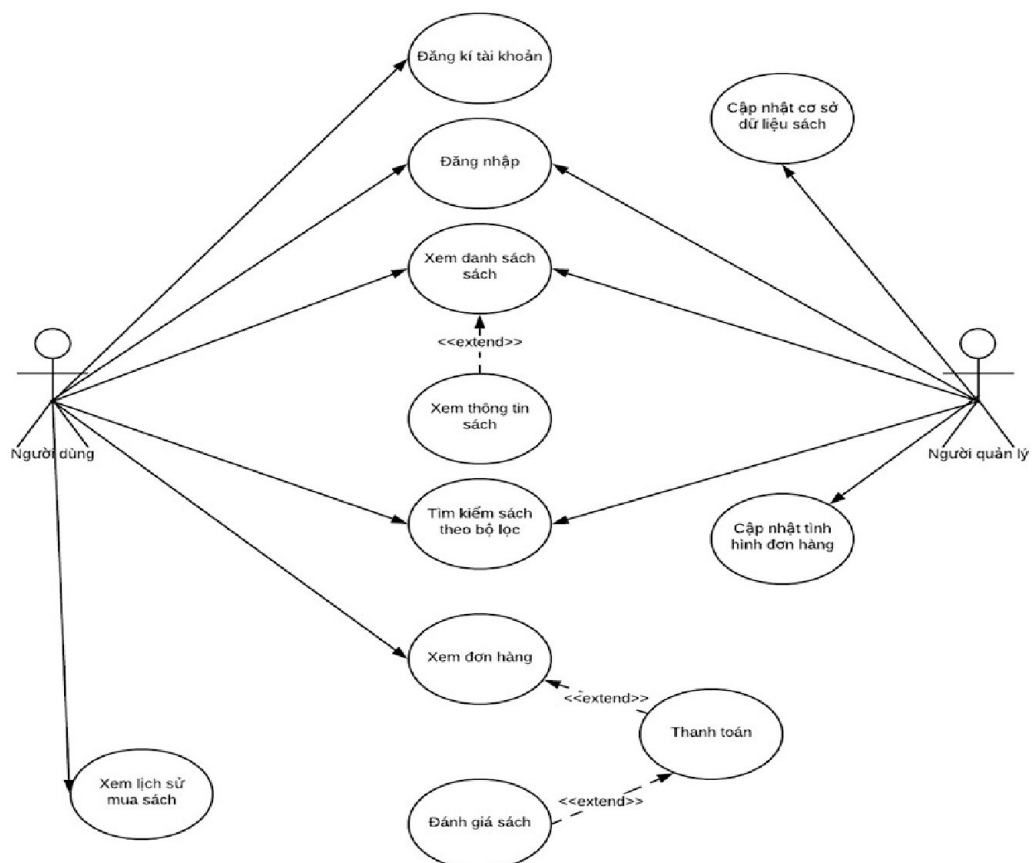 Đăng kí tài khoản
Cập nhật cơ sở
dữ liệu sách
Đăng nhập
Xem danh sách
sách
<<extend>>
Xem thông tin
sách
Người dùng
Người quản lý
Tìm kiếm sách
theo bộ lọc
Cập nhật tình
hình đơn hàng
Xem đơn hàng
<<extend>>
Thanh toán
Xem lịch sử
mua sách
<<extend>>
Đánh giá sách